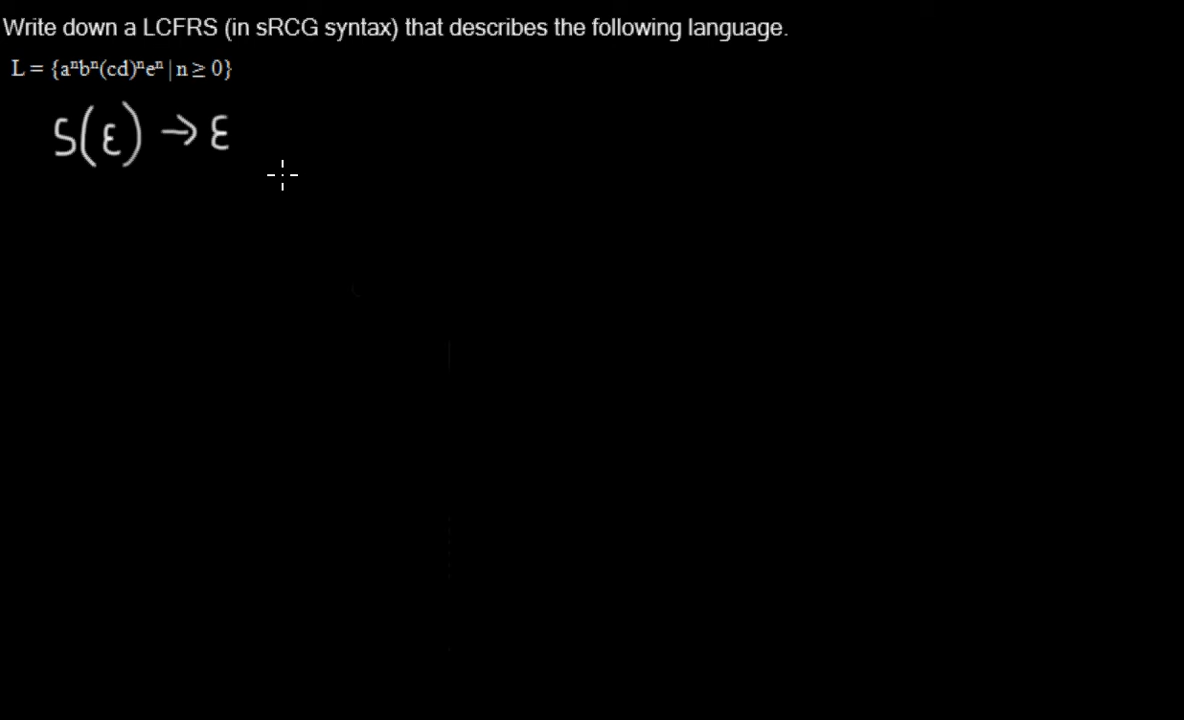 Write down a LCFRS (in sRCG syntax) that describes the following language.
L = {aⁿbⁿ(cd)ⁿeⁿ | n ≥ 0}
S(ε) → ε